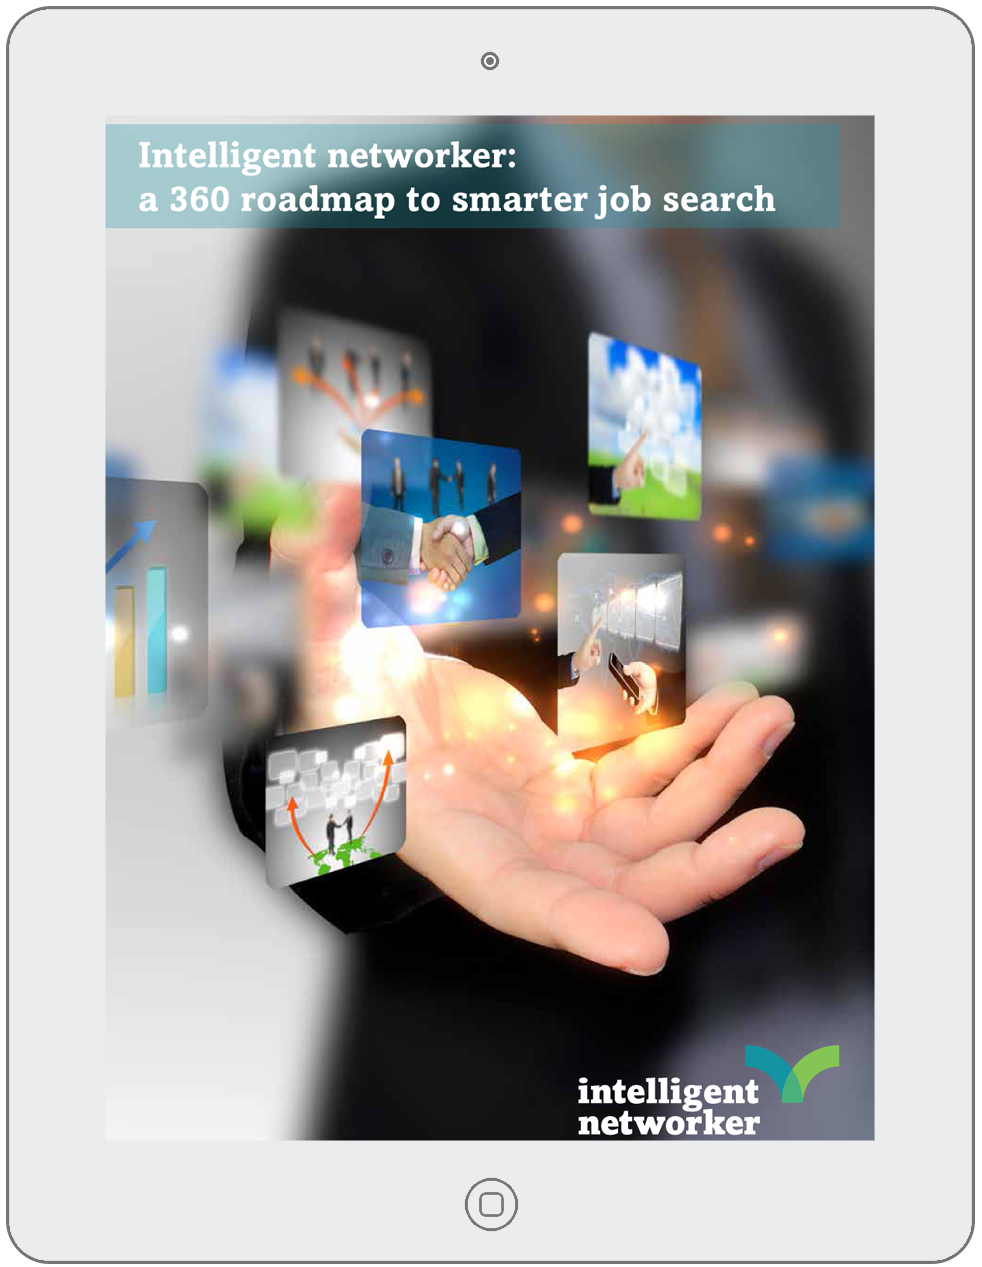 Intelligent networker:
a 360 roadmap to smarter job search
intelligent
networker